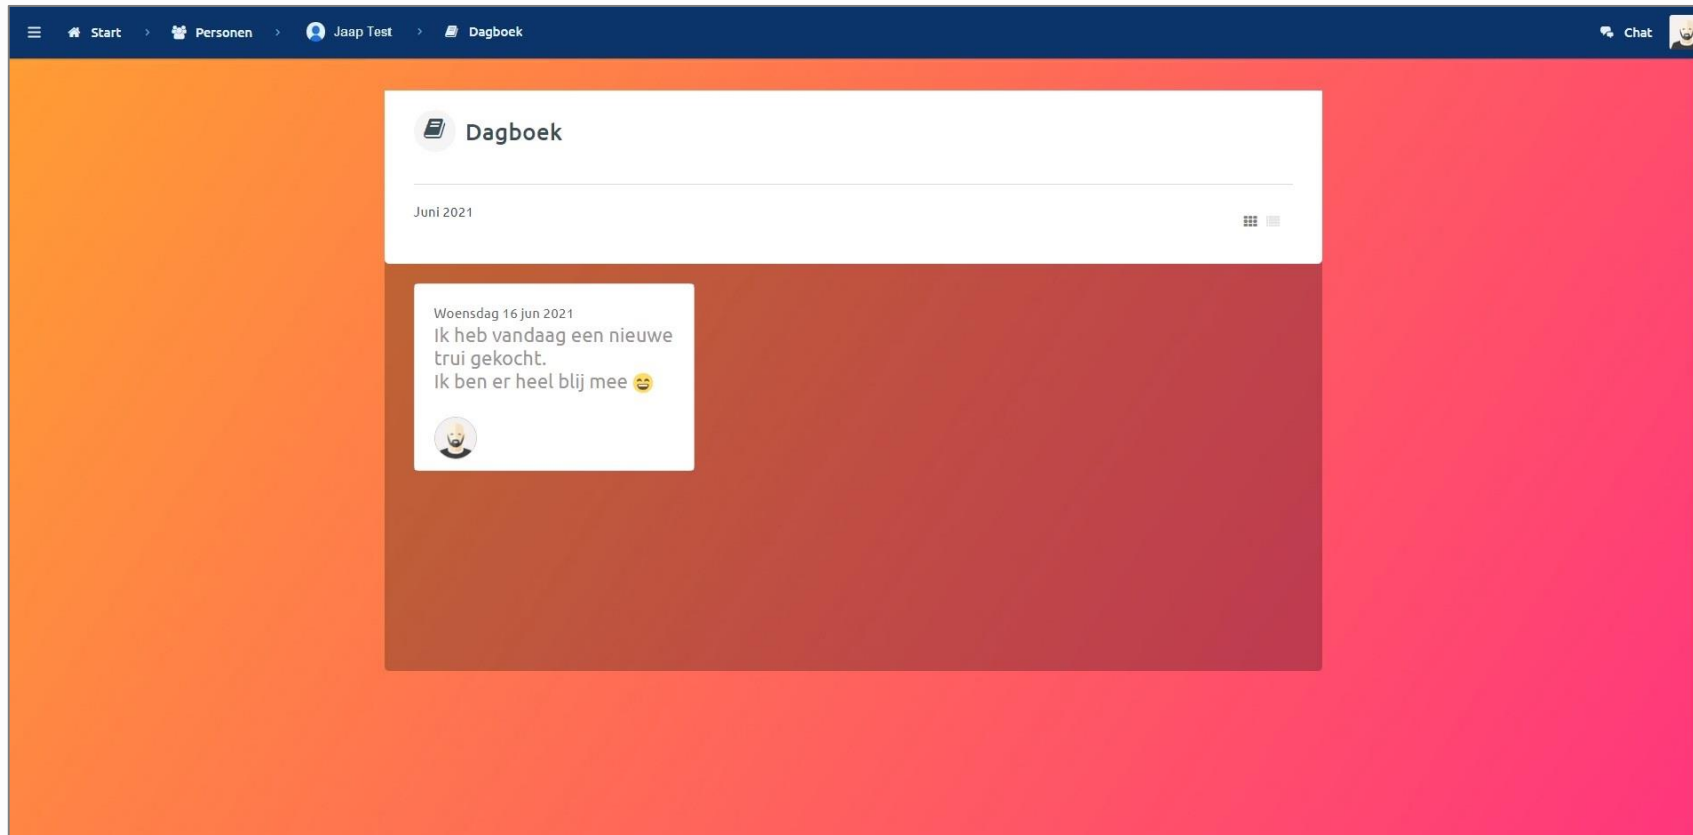 Start > Personen > Jaap Test > Dagboek Chat
Dagboek
Juni 2021
Woensdag 16 jun 2021
Ik heb vandaag een nieuwe
trui gekocht.
Ik ben er heel blij mee 😄